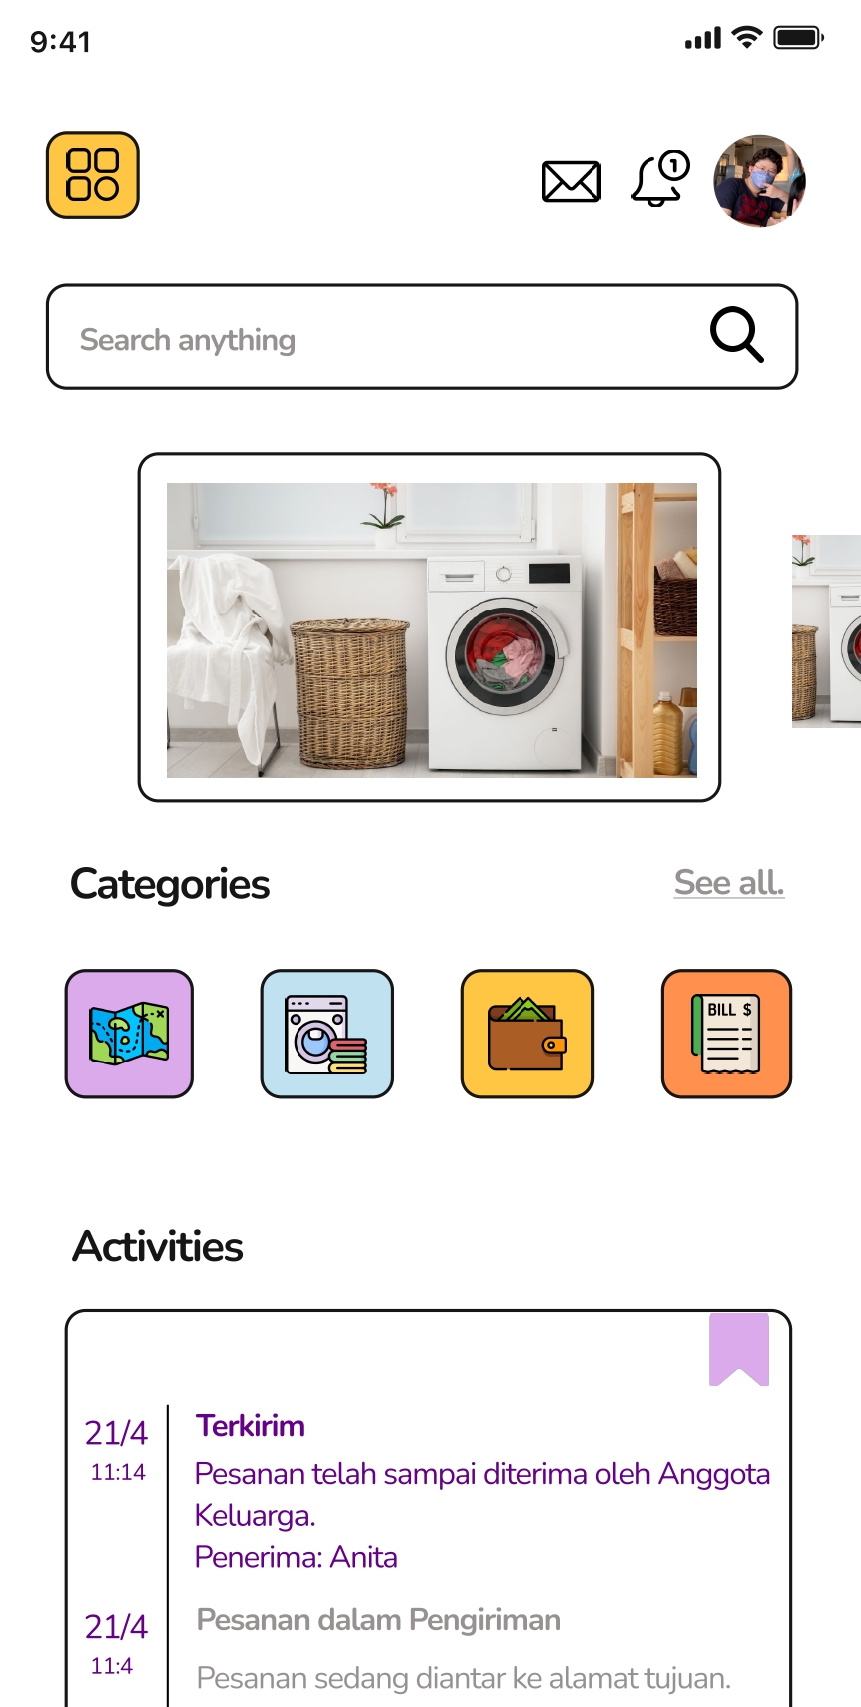 9:41
1
Search anything
Categories
See all.
BILL $
Activities
21/4
11:14
Terkirim
Pesanan telah sampai diterima oleh Anggota
Keluarga.
Penerima: Anita
21/4
11:4
Pesanan dalam Pengiriman
Pesanan sedang diantar ke alamat tujuan.